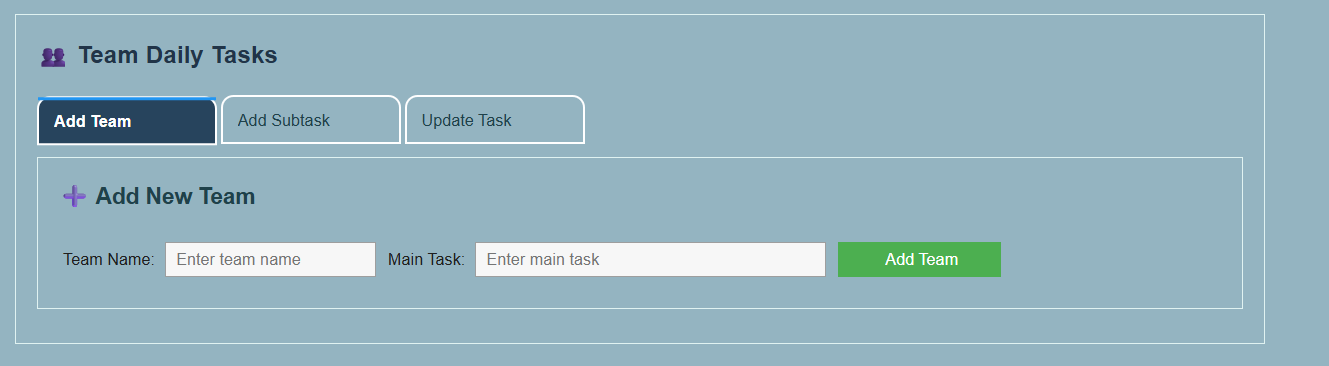 Team Daily Tasks
Add Team Add Subtask Update Task
Add New Team
Team Name: Enter team name Main Task: Enter main task Add Team